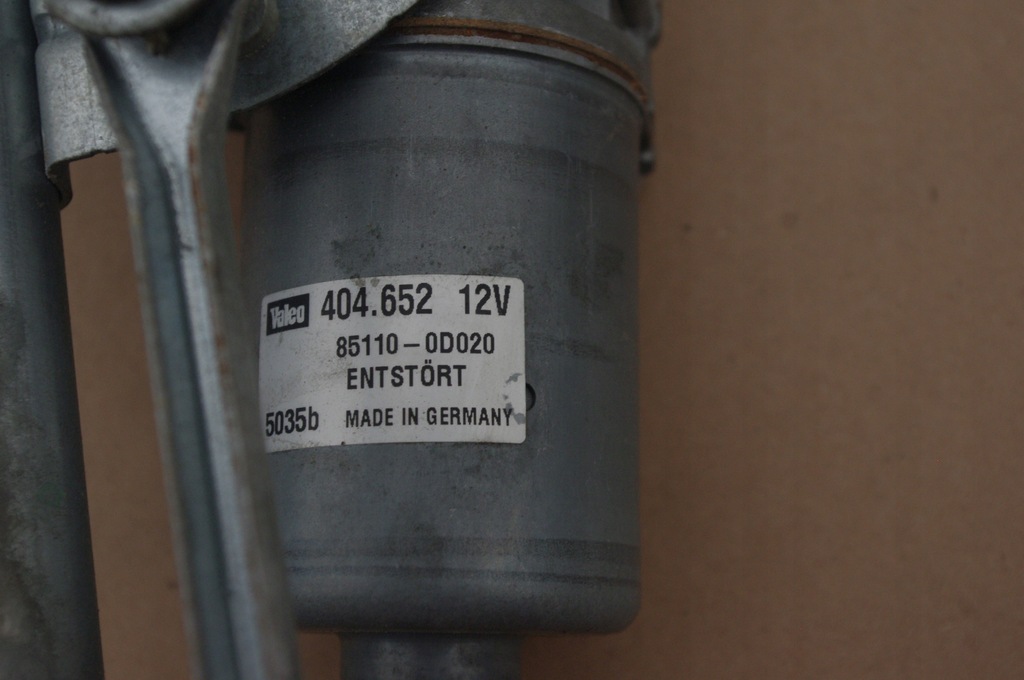 Valeo 404.652 12V
85110-0D020
ENTSTÖRT
5035b MADE IN GERMANY